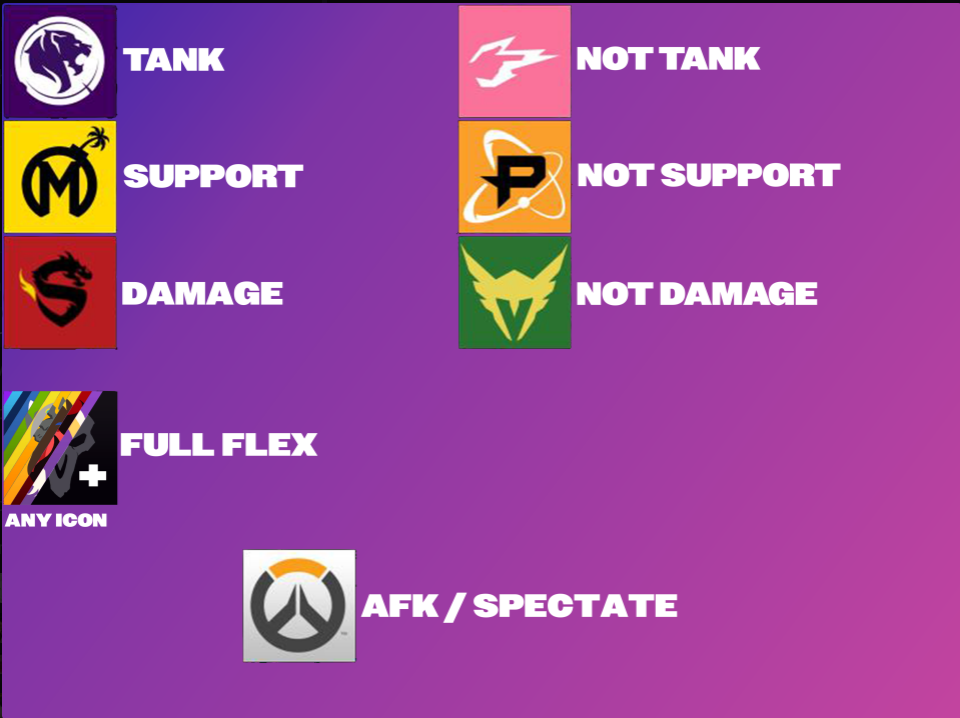 TANK
NOT TANK
M
SUPPORT
P
NOT SUPPORT
S
DAMAGE
NOT DAMAGE
FULL FLEX
ANY ICON
AFK / SPECTATE